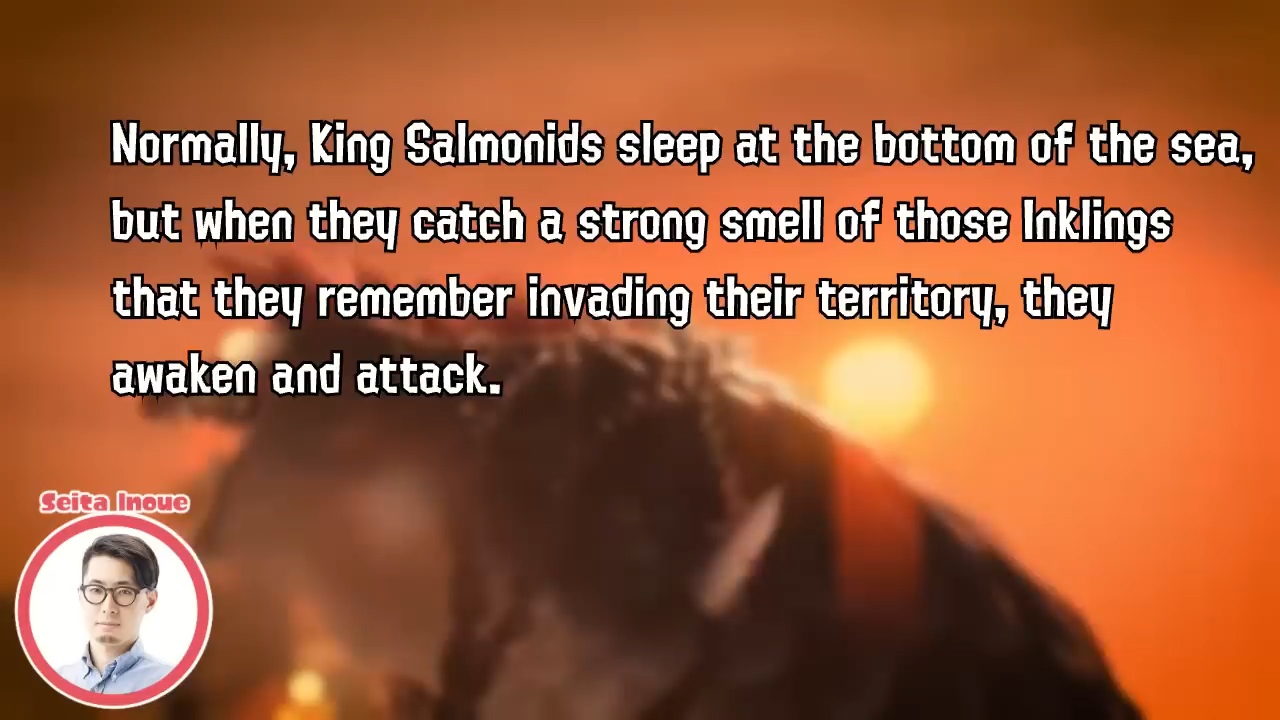 Normally, King Salmonids sleep at the bottom of the sea,
but when they catch a strong smell of those Inklings
that they remember invading their territory, they
awaken and attack.
Seita Inoue